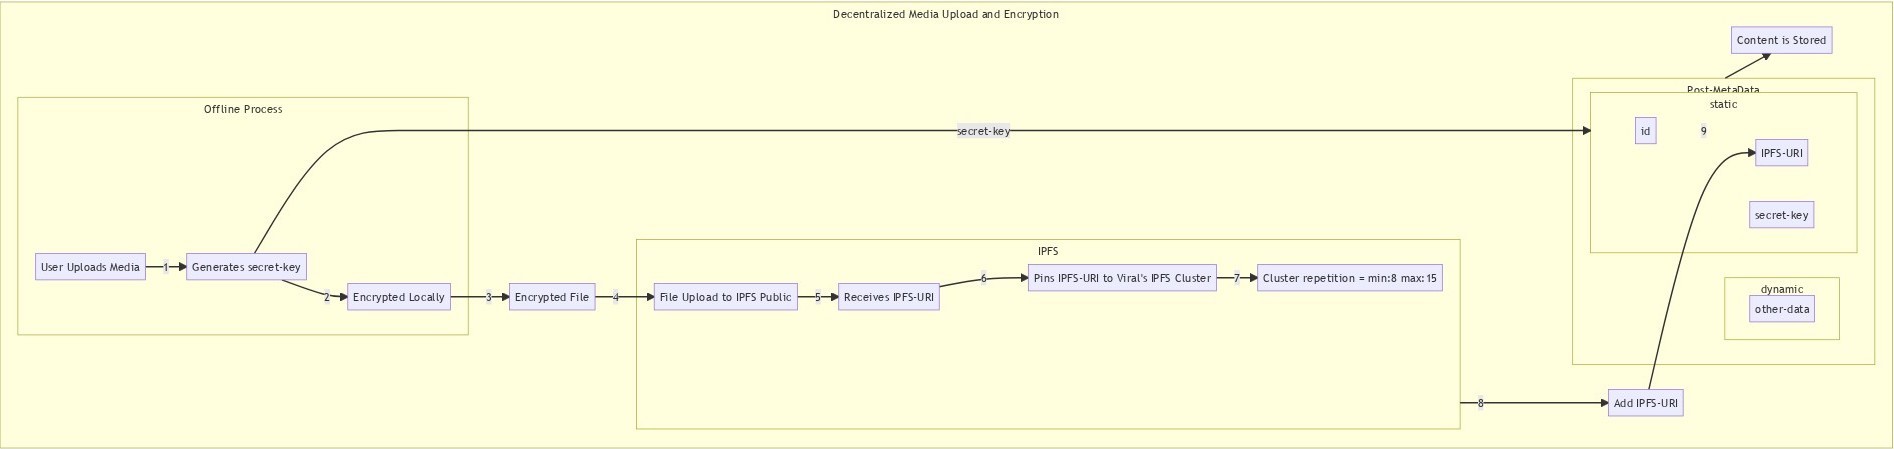 Decentralized Media Upload and Encryption
Content is Stored
Post-MetaData
static
Offline Process
secret-key
id
9
IPFS-URI
secret-key
IPFS
User Uploads Media
1
Generates secret-key
2
Encrypted Locally
3
Encrypted File
4
File Upload to IPFS Public
5
Receives IPFS-URI
6
Pins IPFS-URI to Viral's IPFS Cluster
7
Cluster repetition = min:8 max:15
dynamic
other-data
8
Add IPFS-URI